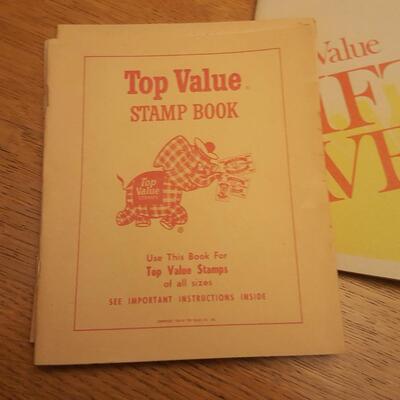 Top Value
STAMP BOOK
Top
Value
STAMPS
Use This Book For
Top Value Stamps
of all sizes
SEE IMPORTANT INSTRUCTIONS INSIDE
Value